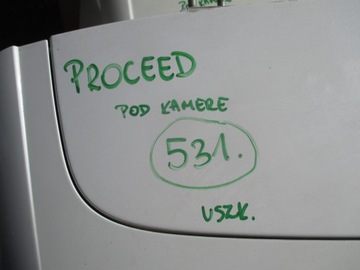 PROCEED
POD KAMERE
531.
USZK.